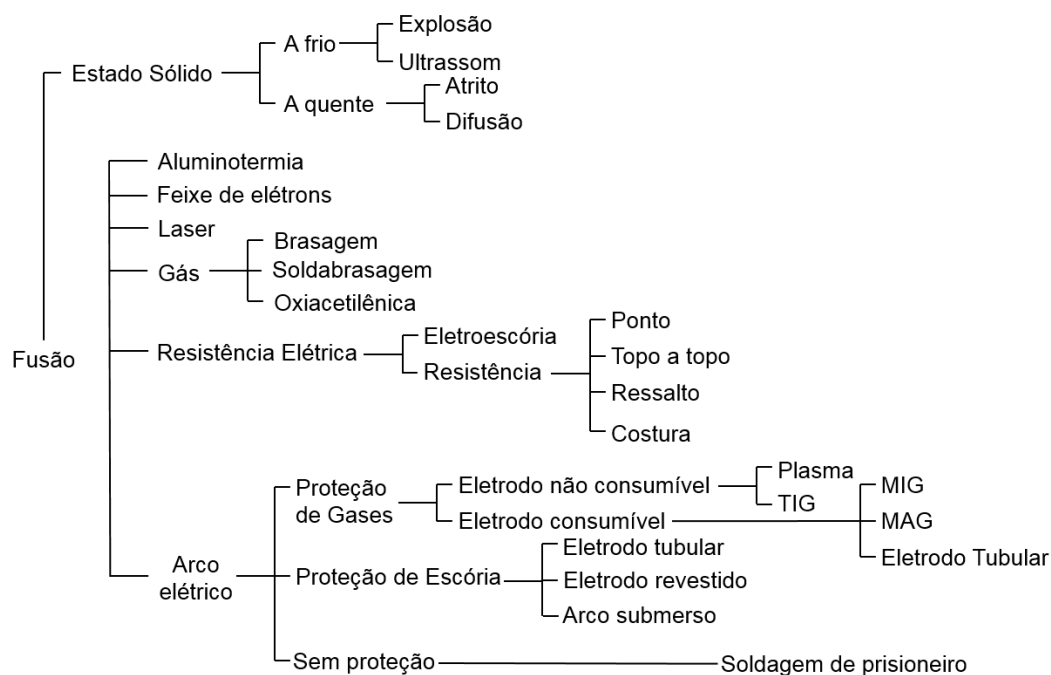 Explosão
A frio
Ultrassom
Estado Sólido
Atrito
A quente
Difusão
Aluminotermia
Feixe de elétrons
Laser
Brasagem
Gás
Soldabrasagem
Oxiacetilênica
Ponto
Eletroescória
Fusão
Resistência Elétrica
Topo a topo
Resistência
Ressalto
Costura
Plasma
Proteção
de Gases
Eletrodo não consumível
MIG
TIG
Eletrodo consumível
MAG
Eletrodo tubular
Eletrodo Tubular
Arco
elétrico
Proteção de Escória
Eletrodo revestido
Arco submerso
Sem proteção
Soldagem de prisioneiro